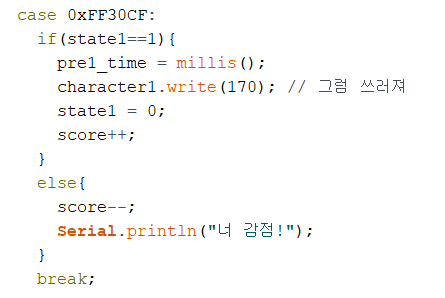 case 0xFF30CF:
if(state1==1){
pre1_time = millis();
character1.write(170); // 그럼 쓰러져
state1 = 0;
score++;
}
else{
score--;
Serial.println("너 감점!");
}
break;